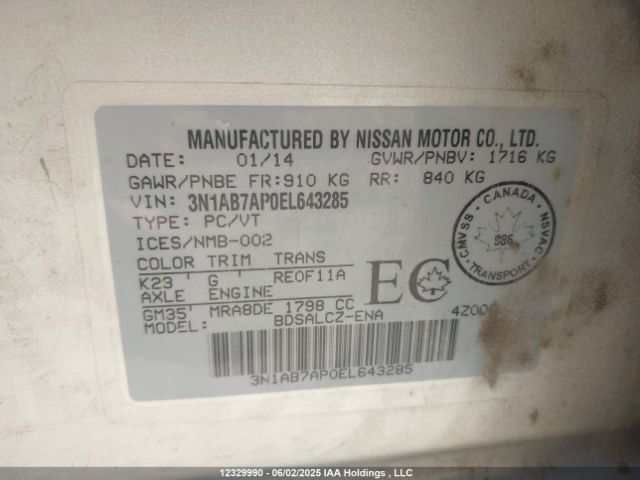 MANUFACTURED BY NISSAN MOTOR CO., LTD.
DATE: 01/14 GVWR/PNBV: 1716 KG
GAWR/PNBE FR:910 KG RR: 840 KG
VIN: 3N1AB7AP0EL643285
TYPE: PC/VT
ICES/NMB-002
COLOR TRIM TRANS
K23 G RE0F11A
AXLE ENGINE
GM35 MRA8DE 1798 CC
MODEL: BDSALCZ-ENA
EC
CANADA
CMVSS NSVAC
986
TRANSPORT
3N1AB7AP0EL643285
12329990 - 06/02/2025 IAA Holdings , LLC